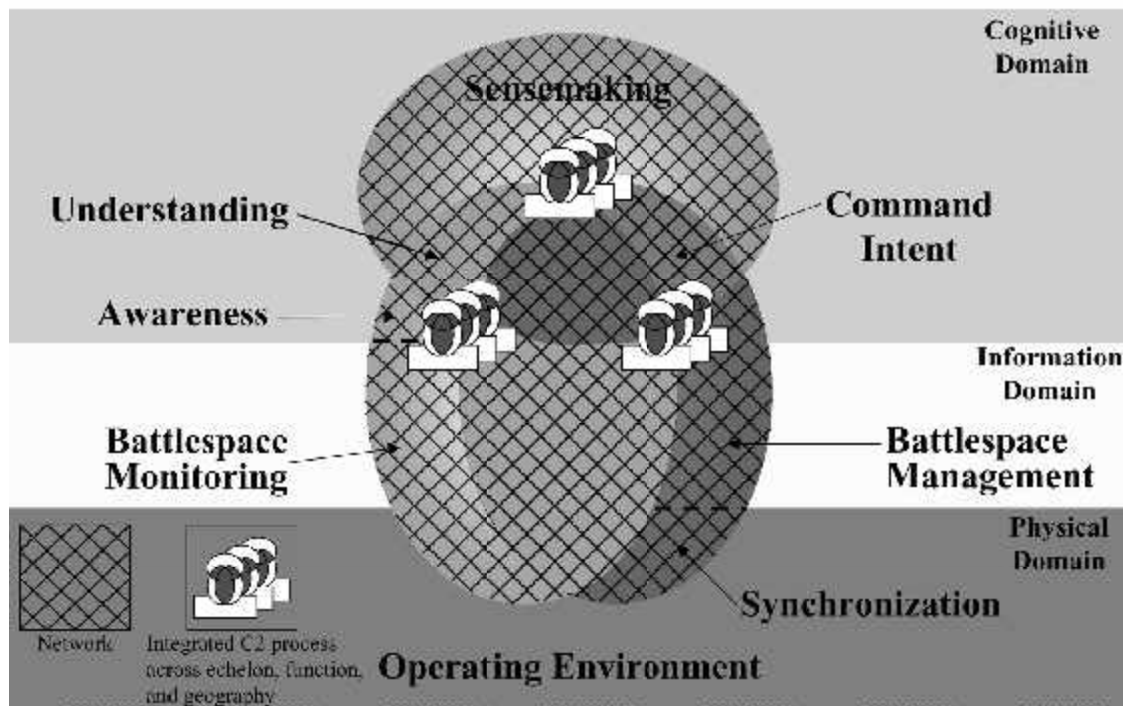 Cognitive
Domain
Sensemaking
Understanding
Command
Intent
Awareness
Information
Domain
Battlespace
Monitoring
Battlespace
Management
Physical
Domain
Synchronization
Network
Integrated C2 process
across echelon, function,
and geography
Operating Environment